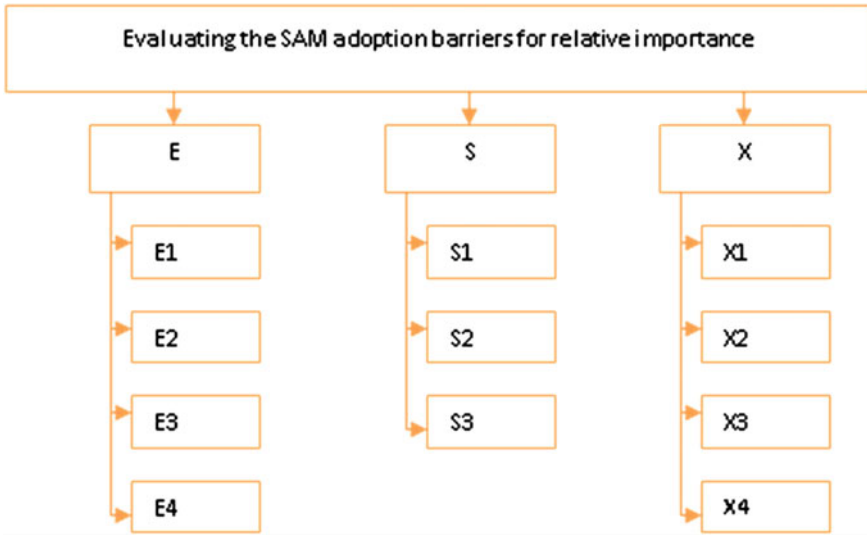 Evaluating the SAM adoption barriers for relative importance
E
S
X
E1
S1
X1
E2
S2
X2
E3
S3
X3
E4
X4